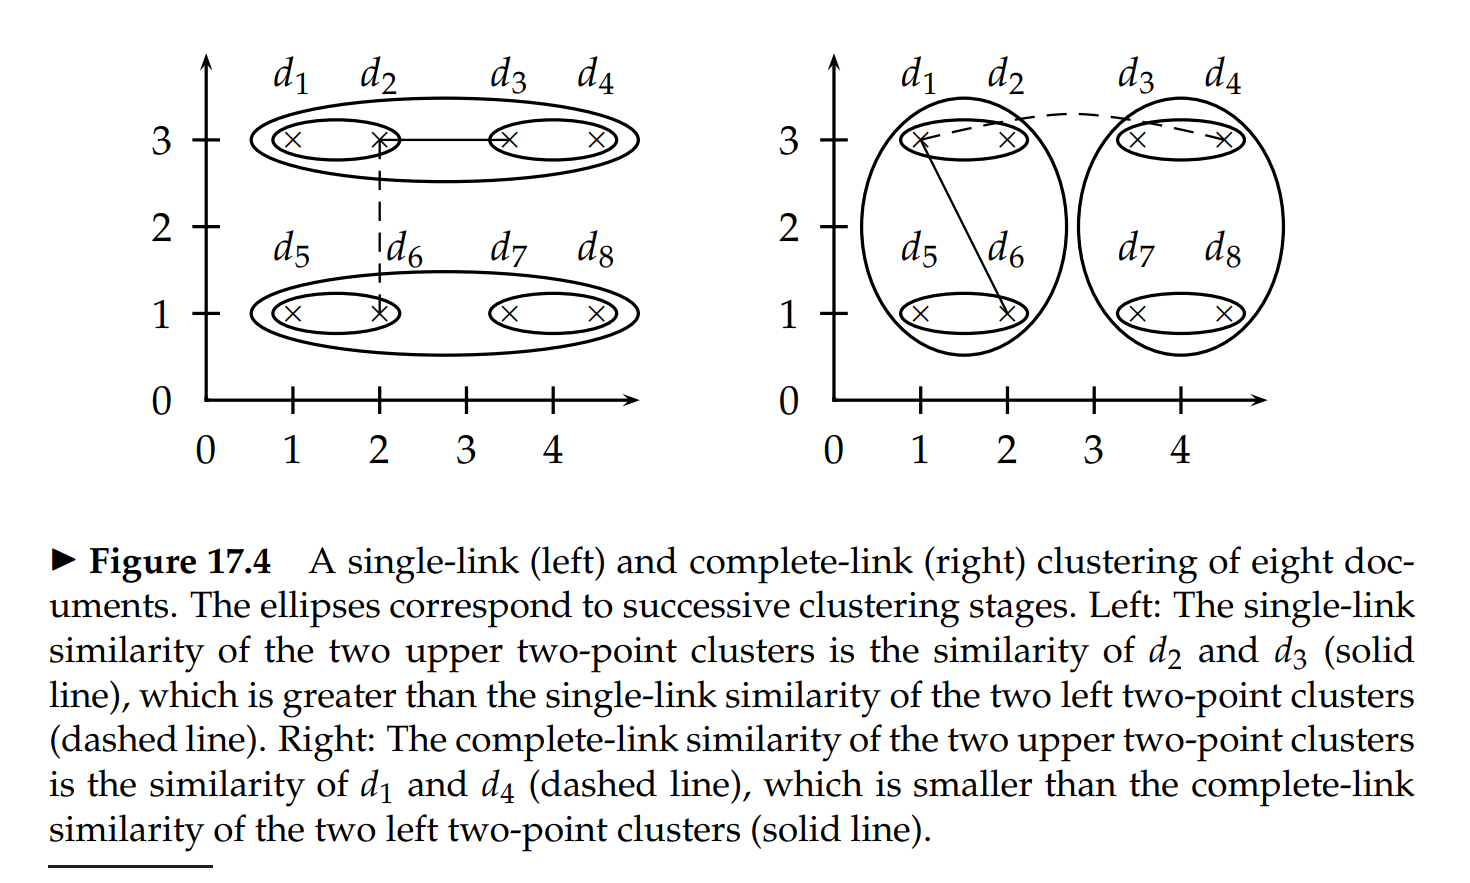 d1 d2 d3 d4 d1 d2 d3 d4
3 3
2 2
d5 d6 d7 d8 d5 d6 d7 d8
1 1
0 0
0 1 2 3 4 0 1 2 3 4
► Figure 17.4 A single-link (left) and complete-link (right) clustering of eight doc-
uments. The ellipses correspond to successive clustering stages. Left: The single-link
similarity of the two upper two-point clusters is the similarity of d2 and d3 (solid
line), which is greater than the single-link similarity of the two left two-point clusters
(dashed line). Right: The complete-link similarity of the two upper two-point clusters
is the similarity of d1 and d4 (dashed line), which is smaller than the complete-link
similarity of the two left two-point clusters (solid line).